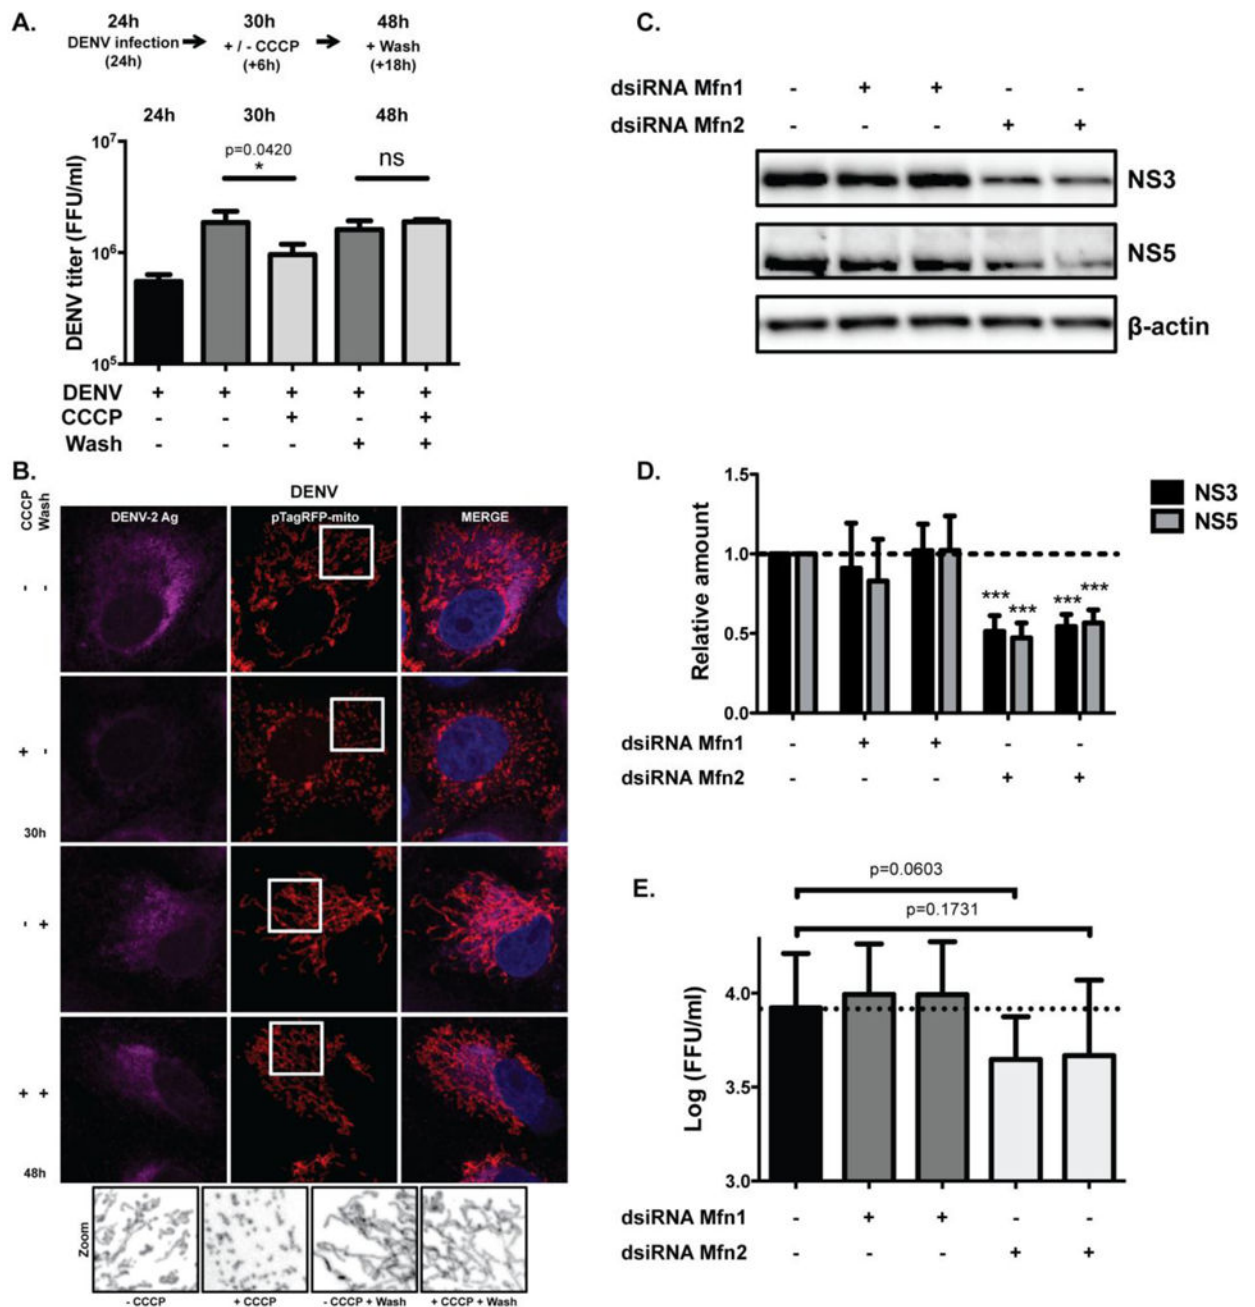 A.
24h 30h 48h
DENV infection + / - CCCP + Wash
(24h) (+6h) (+18h)
24h 30h 48h
p=0.0420
*
ns
DENV titer (FFU/ml)
10⁷
10⁶
10⁵
DENV + + + + +
CCCP - - + - +
Wash - - - + +
B.
DENV
CCCP
Wash
DENV-2 Ag pTagRFP-mito MERGE
- -
+ -
30h
- +
+ +
48h
Zoom
- CCCP + CCCP - CCCP + Wash + CCCP + Wash
C.
dsiRNA Mfn1 - + + - -
dsiRNA Mfn2 - - - + +
NS3
NS5
β-actin
D.
Relative amount
1.5
1.0
0.5
0.0
NS3
NS5
*** *** *** ***
dsiRNA Mfn1 - + + - -
dsiRNA Mfn2 - - - + +
E.
p=0.0603
p=0.1731
Log (FFU/ml)
4.0
3.5
3.0
dsiRNA Mfn1 - + + - -
dsiRNA Mfn2 - - - + +